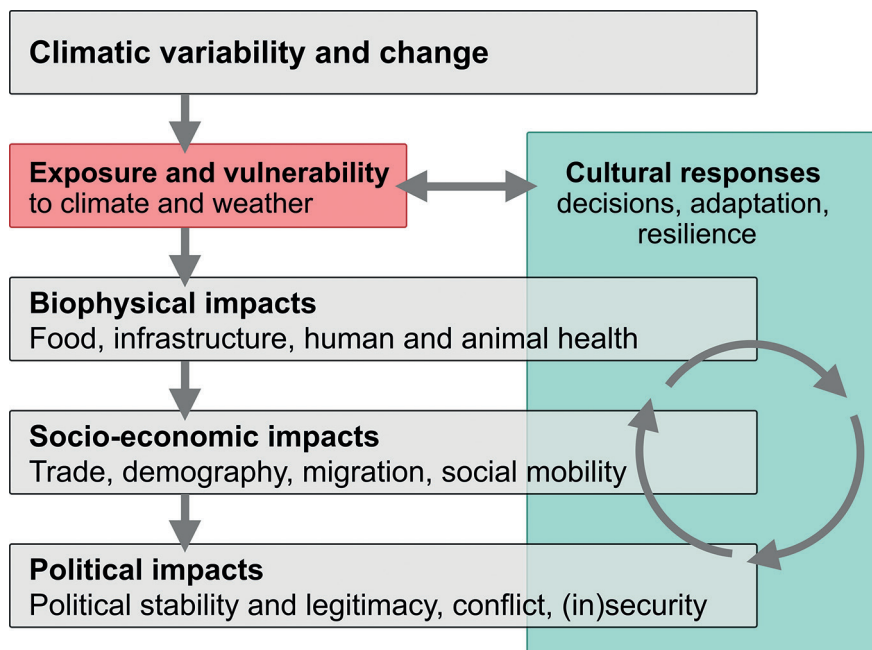 Climatic variability and change
Exposure and vulnerability
to climate and weather
Cultural responses
decisions, adaptation,
resilience
Biophysical impacts
Food, infrastructure, human and animal health
Socio-economic impacts
Trade, demography, migration, social mobility
Political impacts
Political stability and legitimacy, conflict, (in)security